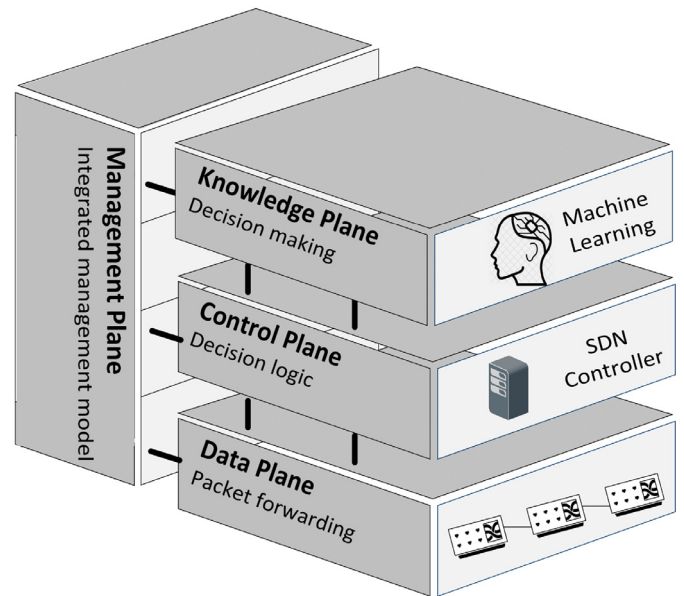 Management Plane
Integrated management model
Knowledge Plane
Decision making
Machine
Learning
Control Plane
Decision logic
SDN
Controller
Data Plane
Packet forwarding